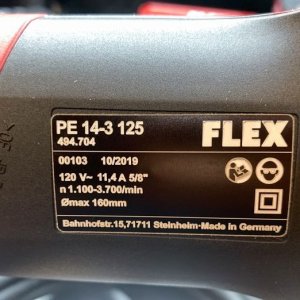 PE 14-3 125
FLEX
494.704
00103 10/2019
120 V~ 11,4 A 5/8"
n 1.100-3.700/min
Ømax 160mm
Bahnhofstr.15,71711 Steinheim·Made in Germany